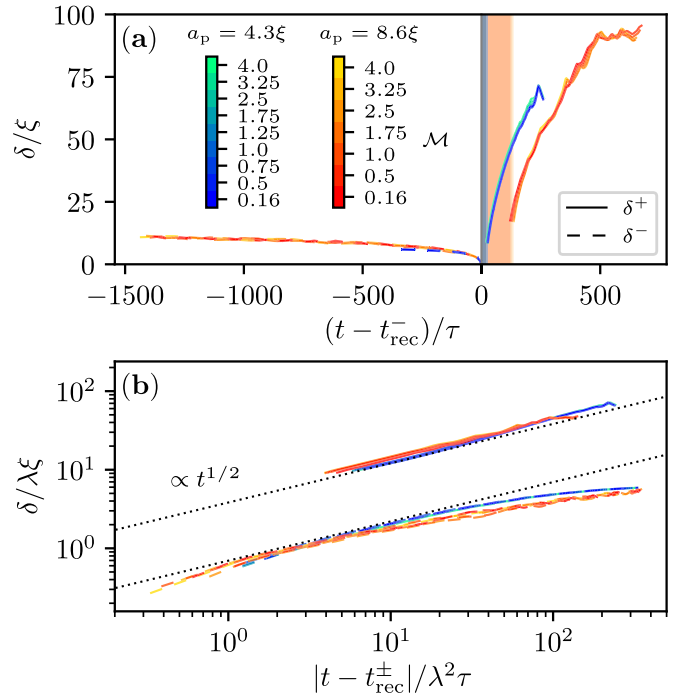 (a)
a_p = 4.3ξ
a_p = 8.6ξ
4.0
3.25
2.5
1.75
1.25
1.0
0.75
0.5
0.16
4.0
3.25
2.5
1.0
0.5
0.16
ℳ
δ/ξ
100
75
50
25
0
δ⁺
δ⁻
−1500
−1000
−500
0
500
(t − t⁻_rec)/τ
(b)
δ/λξ
10²
10¹
10⁰
∝ t^{1/2}
10⁰
10¹
10²
|t − t^±_rec|/λ²τ